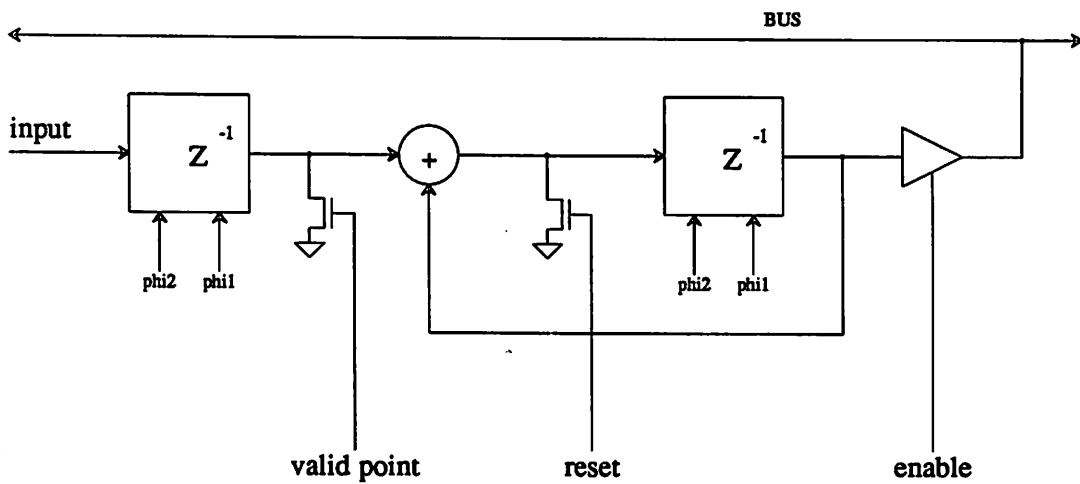 BUS
input
Z -1
+
Z -1
phi2 phi1
phi2 phi1
valid point
reset
enable